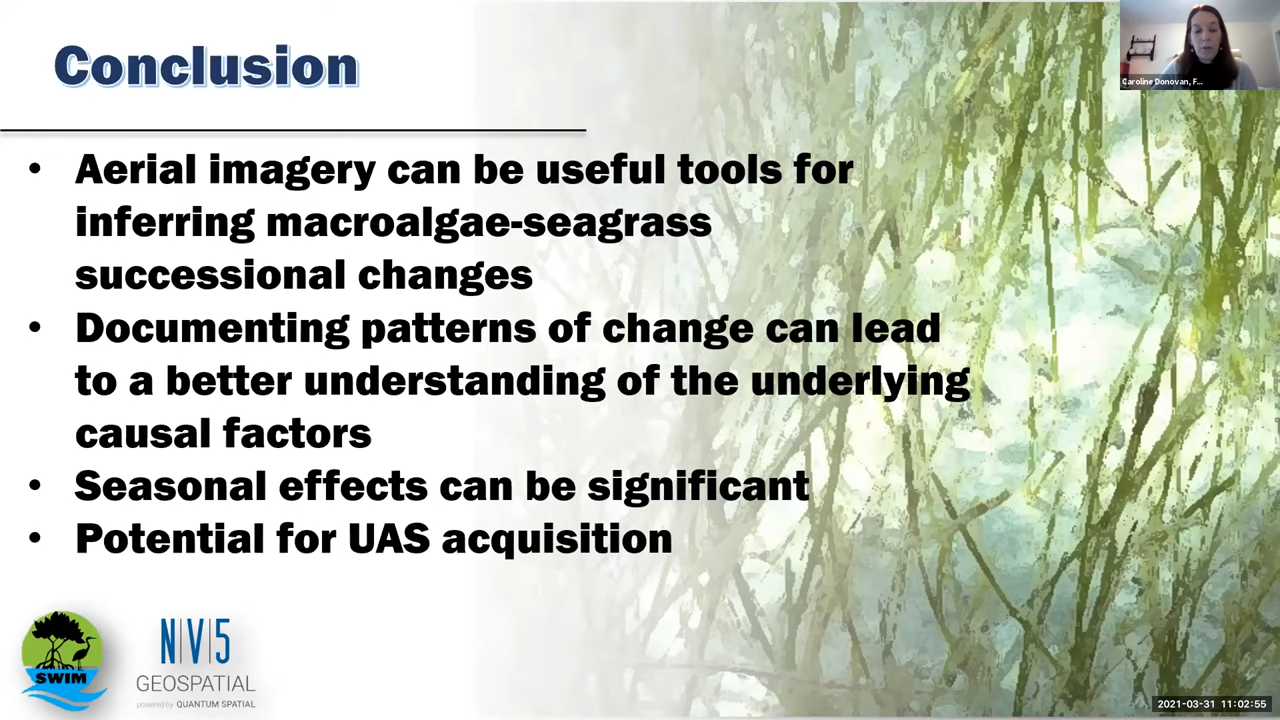 Conclusion
Caroline Donovan, F...
• Aerial imagery can be useful tools for
inferring macroalgae-seagrass
successional changes
• Documenting patterns of change can lead
to a better understanding of the underlying
causal factors
• Seasonal effects can be significant
• Potential for UAS acquisition
SWIM
N|V|5
GEOSPATIAL
powered by QUANTUM SPATIAL
2021-03-31 11:02:55